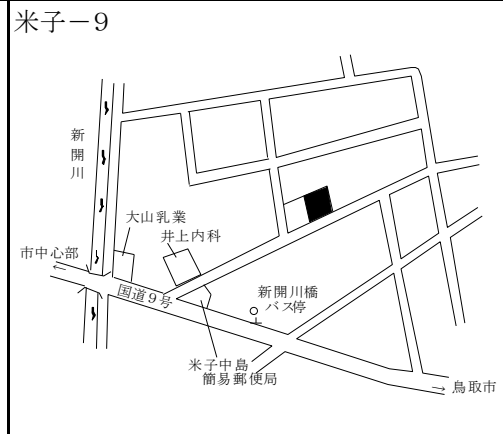 米子－9
新開川
大山乳業
井上内科
市中心部
←
国道9号
新開川橋
バス停
米子中島
簡易郵便局
→ 鳥取市